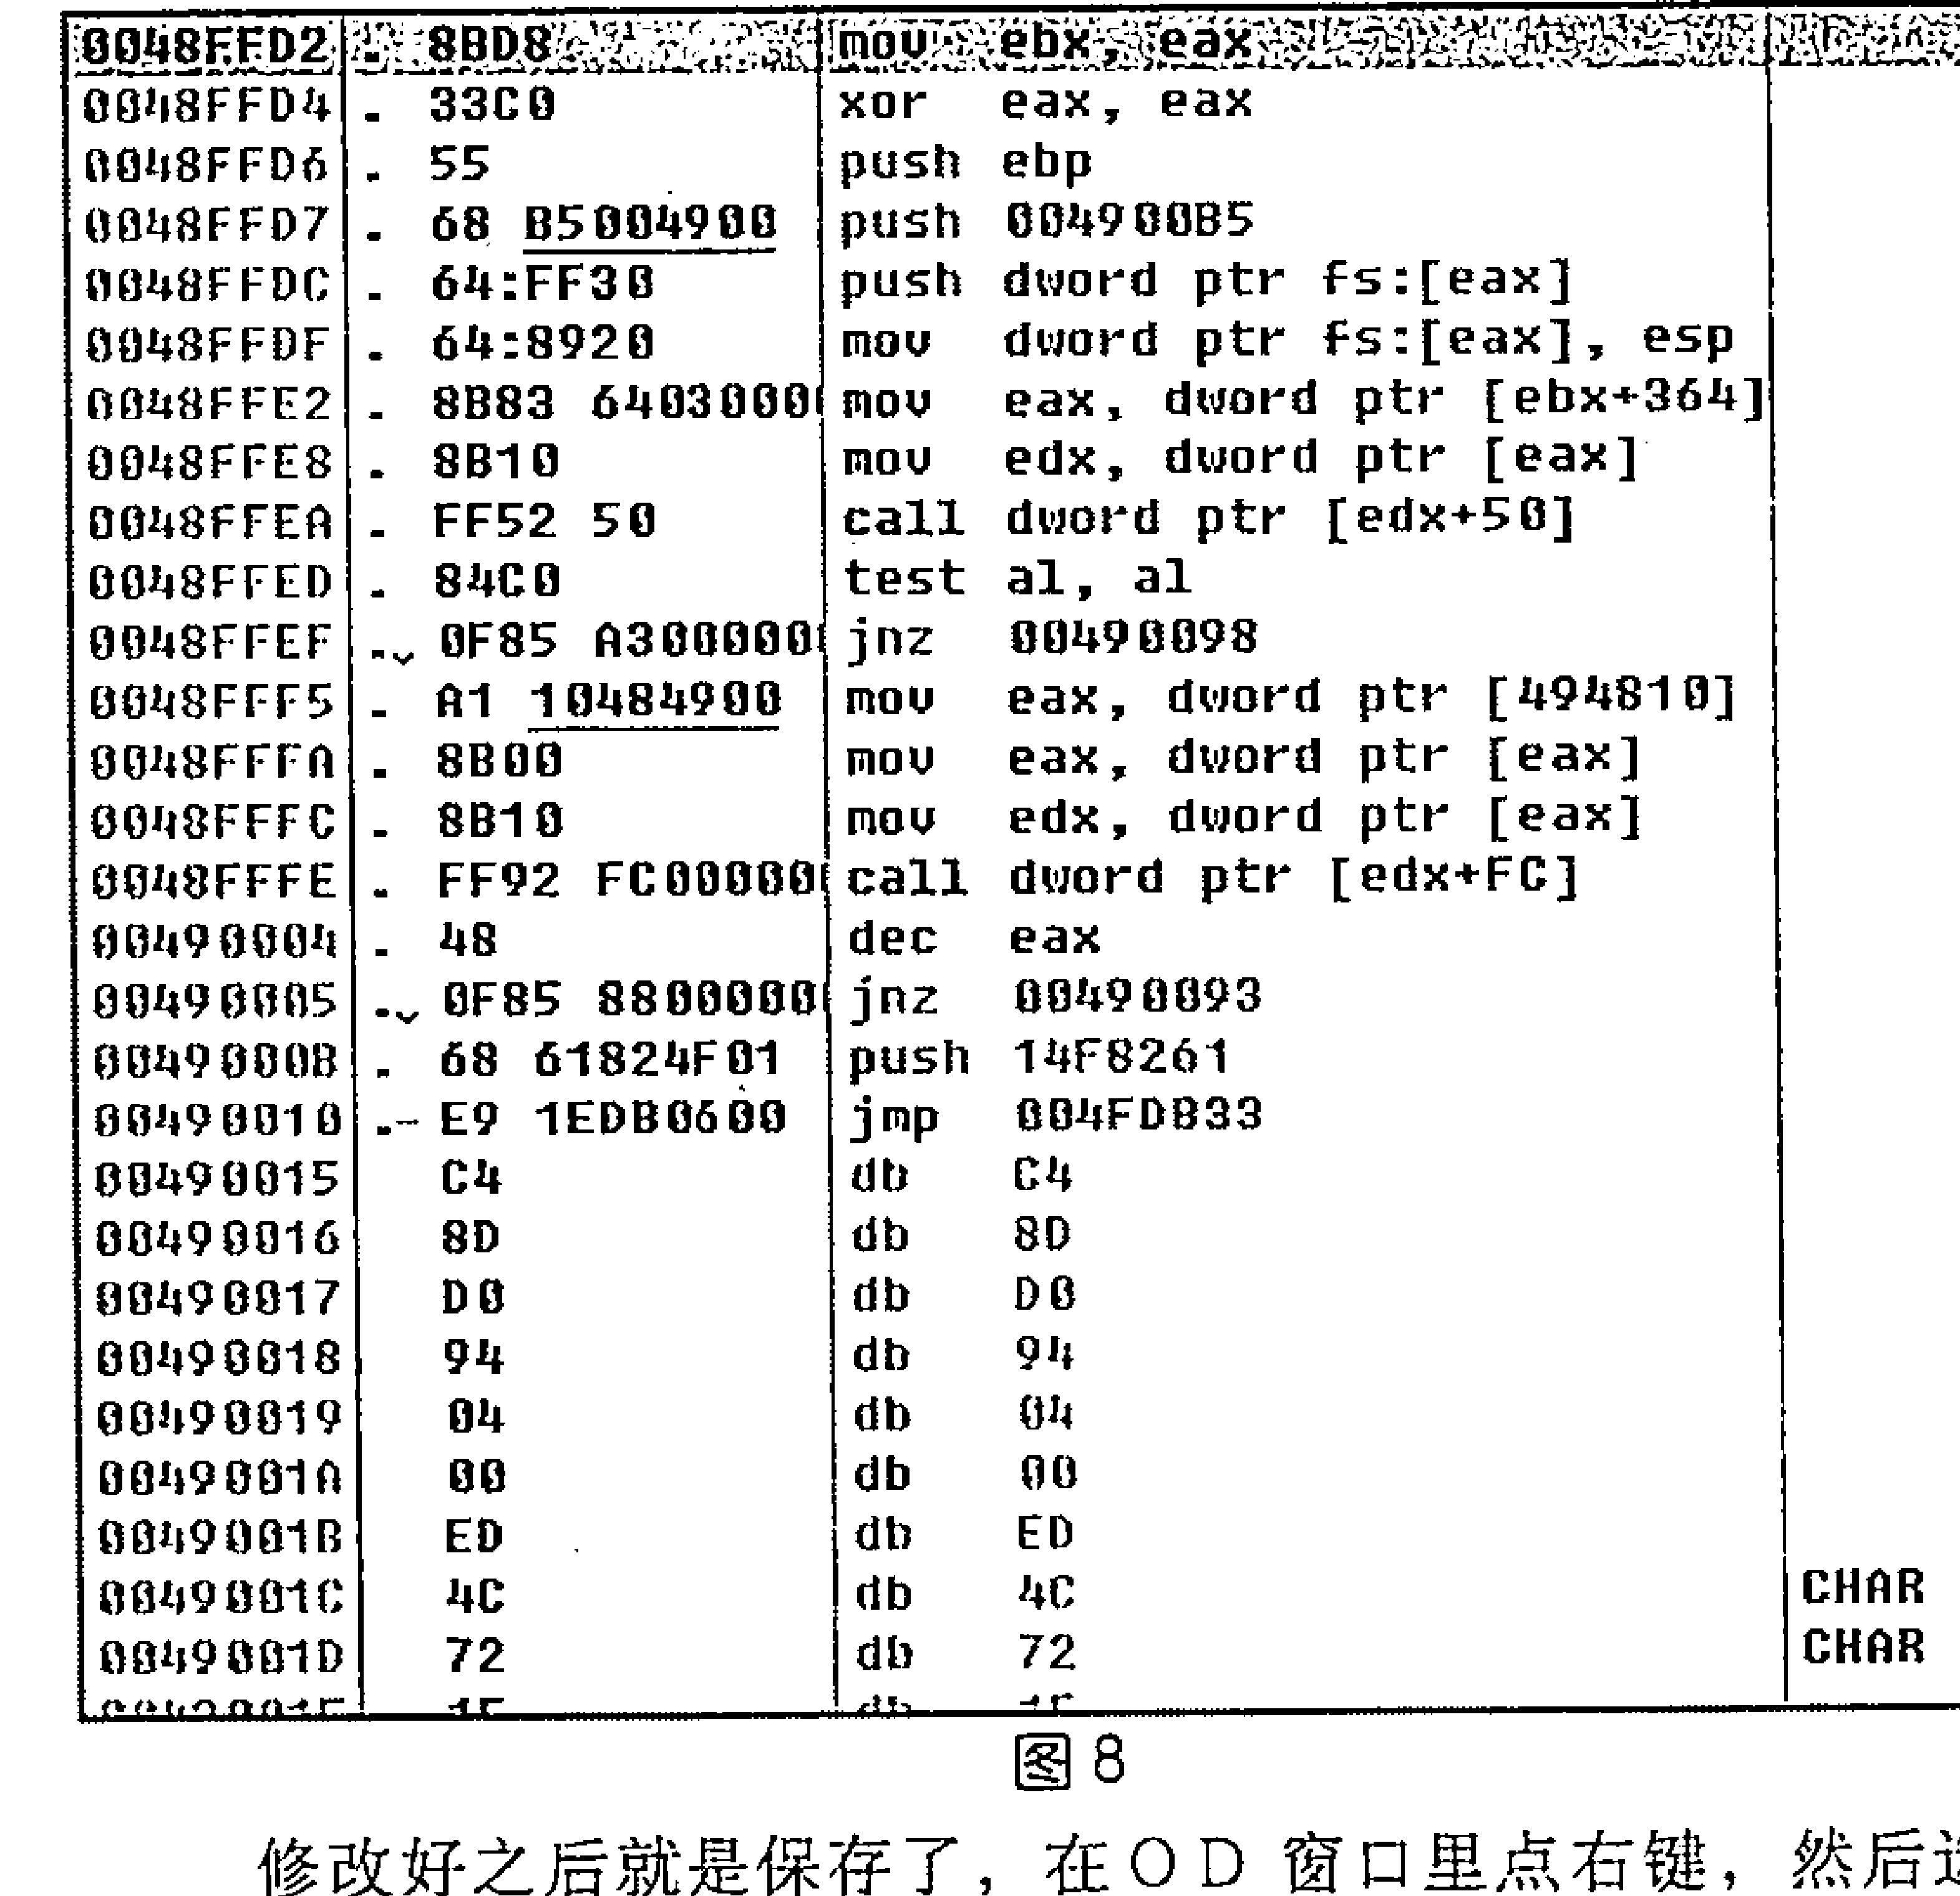 0048FFD2 . 8BD8 mov ebx, eax
0048FFD4 . 33C0 xor eax, eax
0048FFD6 . 55 push ebp
0048FFD7 . 68 B5004900 push 004900B5
0048FFDC . 64:FF30 push dword ptr fs:[eax]
0048FFDF . 64:8920 mov dword ptr fs:[eax], esp
0048FFE2 . 8B83 6403000 mov eax, dword ptr [ebx+364]
0048FFE8 . 8B10 mov edx, dword ptr [eax]
0048FFEA . FF52 50 call dword ptr [edx+50]
0048FFED . 84C0 test al, al
0048FFEF .⌄ 0F85 A300000 jnz 00490098
0048FFF5 . A1 10484900 mov eax, dword ptr [494810]
0048FFFA . 8B00 mov eax, dword ptr [eax]
0048FFFC . 8B10 mov edx, dword ptr [eax]
0048FFFE . FF92 FC00000 call dword ptr [edx+FC]
00490004 . 48 dec eax
00490005 .⌄ 0F85 8800000 jnz 00490093
0049000B . 68 61824F01 push 14F8261
00490010 .- E9 1EDB0600 jmp 004FDB33
00490015 C4 db C4
00490016 8D db 8D
00490017 D0 db D0
00490018 94 db 94
00490019 04 db 04
0049001A 00 db 00
0049001B ED db ED
0049001C 4C db 4C CHAR
0049001D 72 db 72 CHAR
图8
修改好之后就是保存了，在OD 窗口里点右键，然后